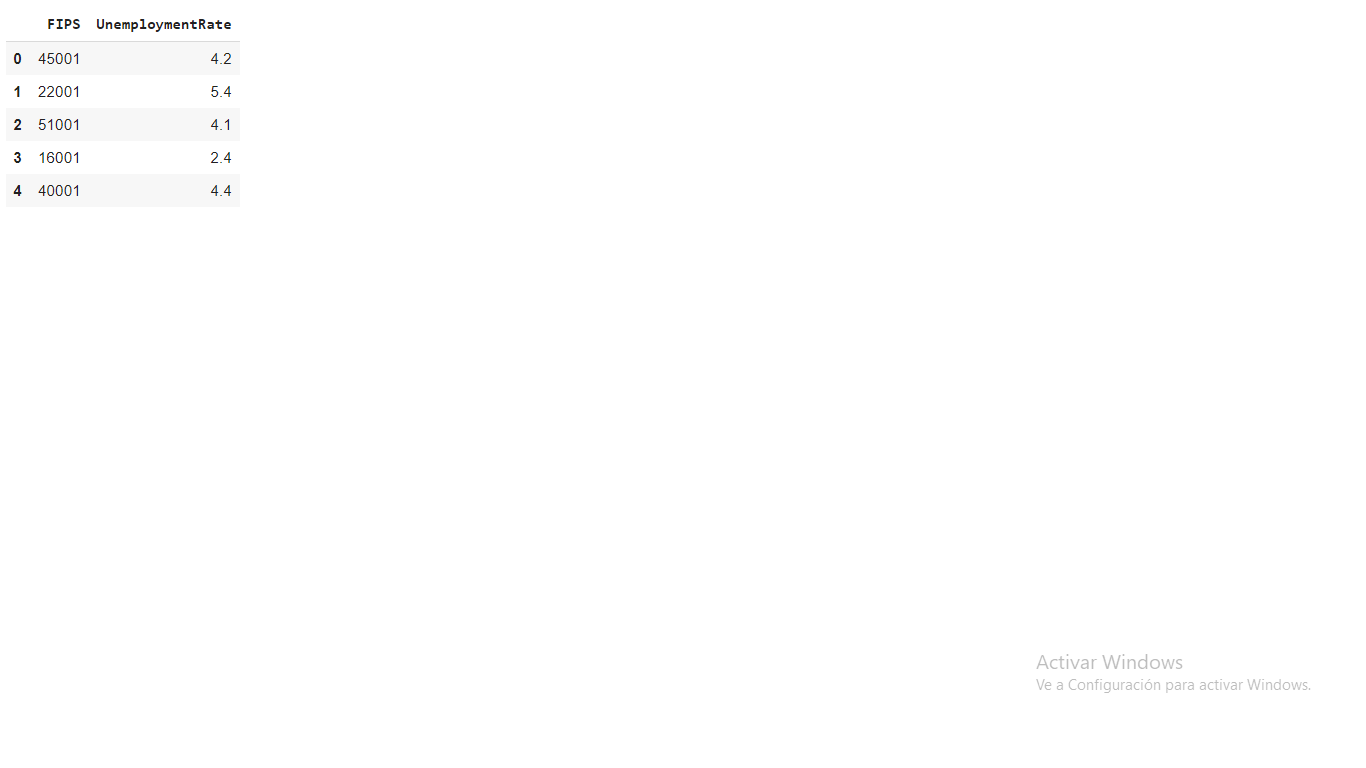 FIPS UnemploymentRate
0 45001 4.2
1 22001 5.4
2 51001 4.1
3 16001 2.4
4 40001 4.4
Activar Windows
Ve a Configuración para activar Windows.